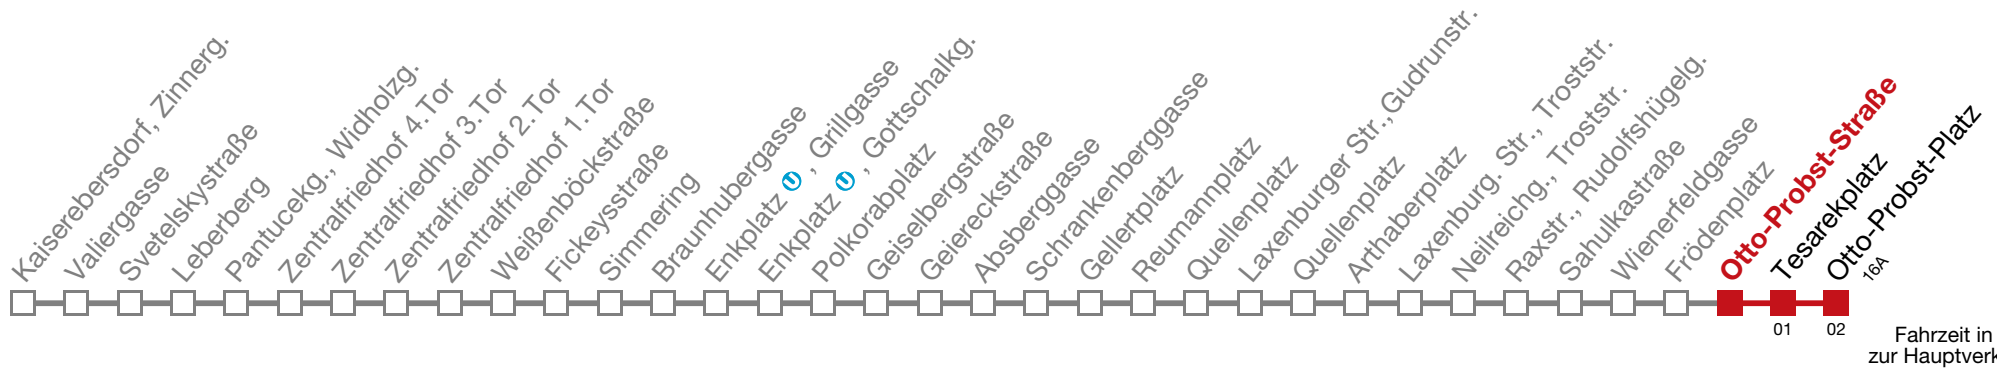 Kaiserebersdorf, Zinnerg.
Valiergasse
Svetelskystraße
Leberberg
Pantucekg., Widholzg.
Zentralfriedhof 4.Tor
Zentralfriedhof 3.Tor
Zentralfriedhof 2.Tor
Zentralfriedhof 1.Tor
Weißenböckstraße
Fickeysstraße
Simmering
Braunhubergasse
Enkplatz U, Grillgasse
Enkplatz U, Gottschalkg.
Polkorabplatz
Geiselbergstraße
Geiereckstraße
Absberggasse
Schrankenberggasse
Gellertplatz
Reumannplatz
Quellenplatz
Laxenburger Str.,Gudrunstr.
Quellenplatz
Arthaberplatz
Laxenburg. Str., Troststr.
Neilreichg., Troststr.
Raxstr., Rudolfshügelg.
Sahulkastraße
Wienerfeldgasse
Frödenplatz
Otto-Probst-Straße
Tesarekplatz
Otto-Probst-Platz
16A
01
02
Fahrzeit in
zur Hauptverk